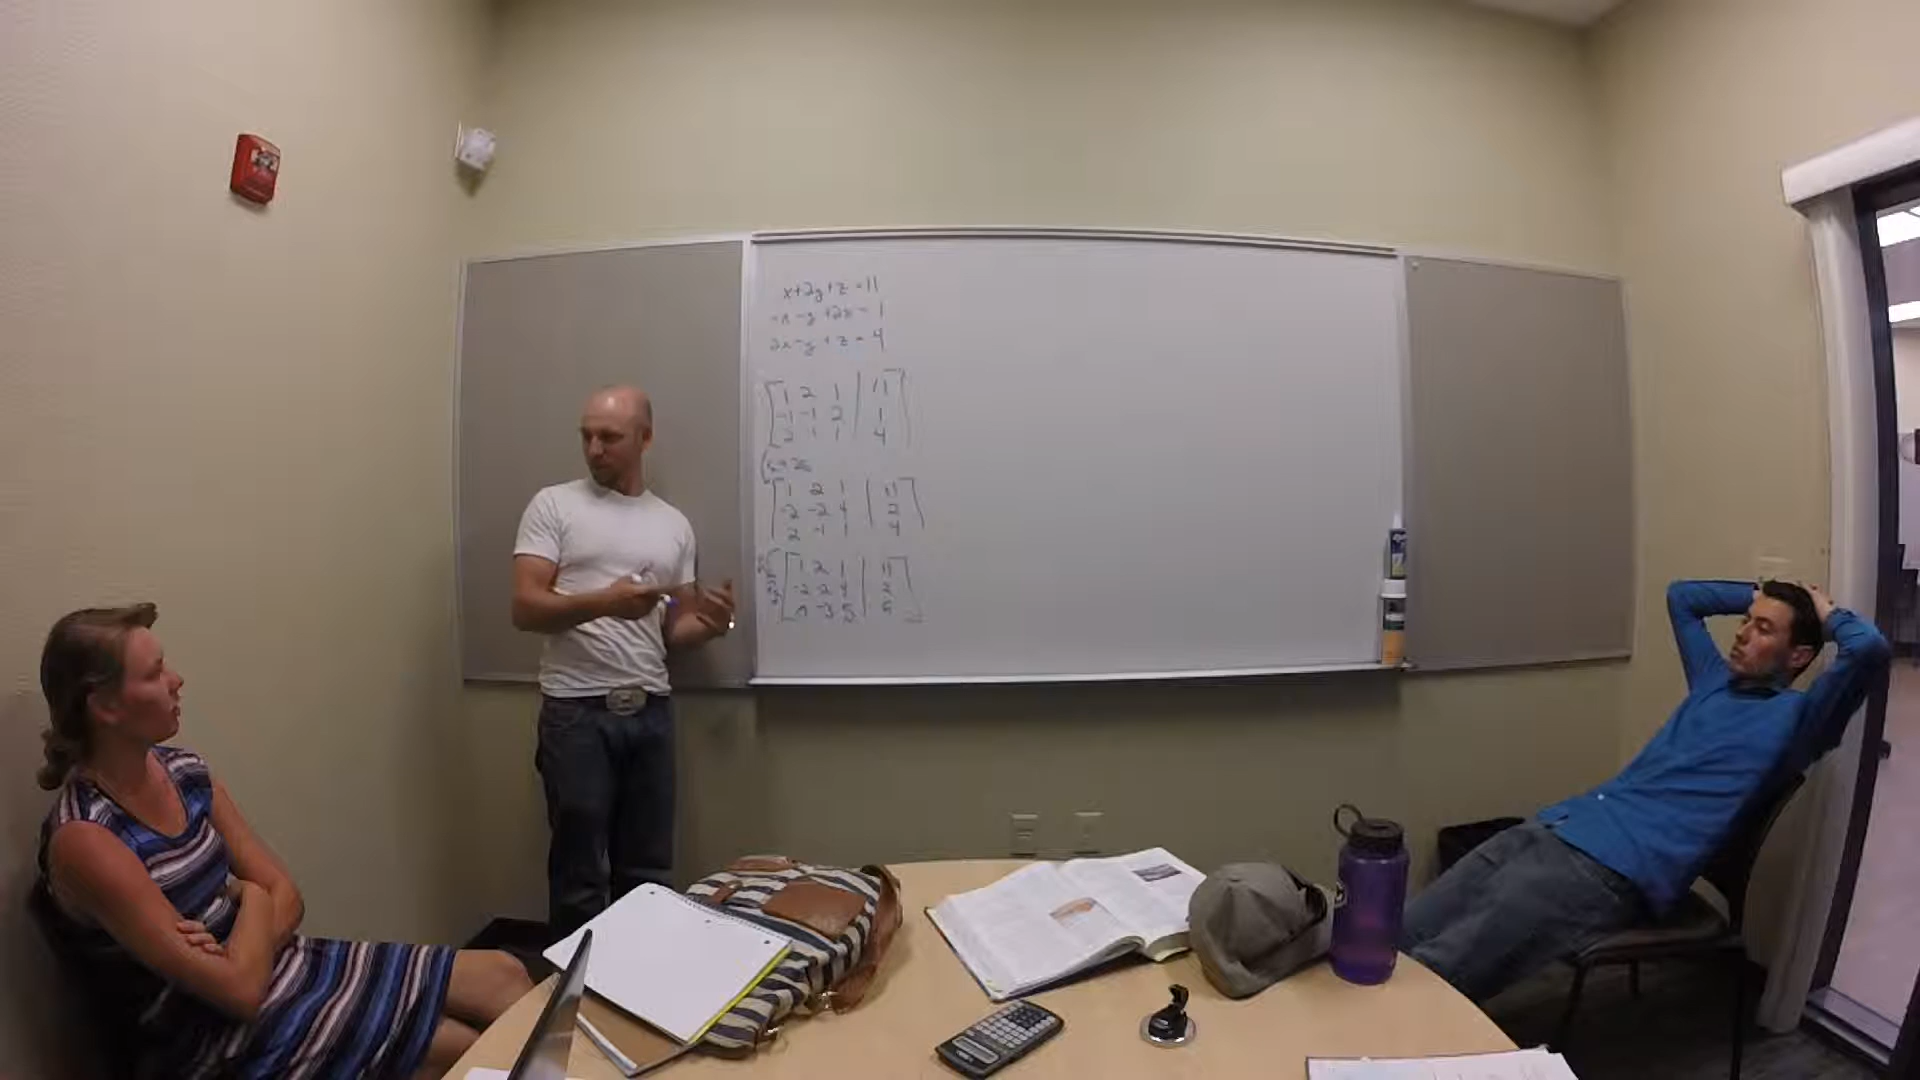 x+2y+z=11
-x-y+2z=1
2x-y+z=4
1 2 1 | 11
-1 -1 2 | 1
2 -1 1 | 4
1 2 1 | 11
-2 -2 4 | 2
2 -1 1 | 4
1 2 1 | 11
-2 -2 4 | 2
-3 5